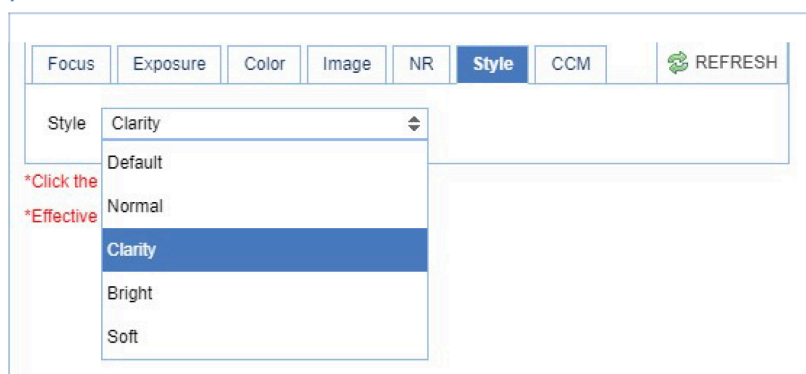 Focus Exposure Color Image NR Style CCM REFRESH
Style Clarity
Default
*Click the
Normal
*Effective
Clarity
Bright
Soft